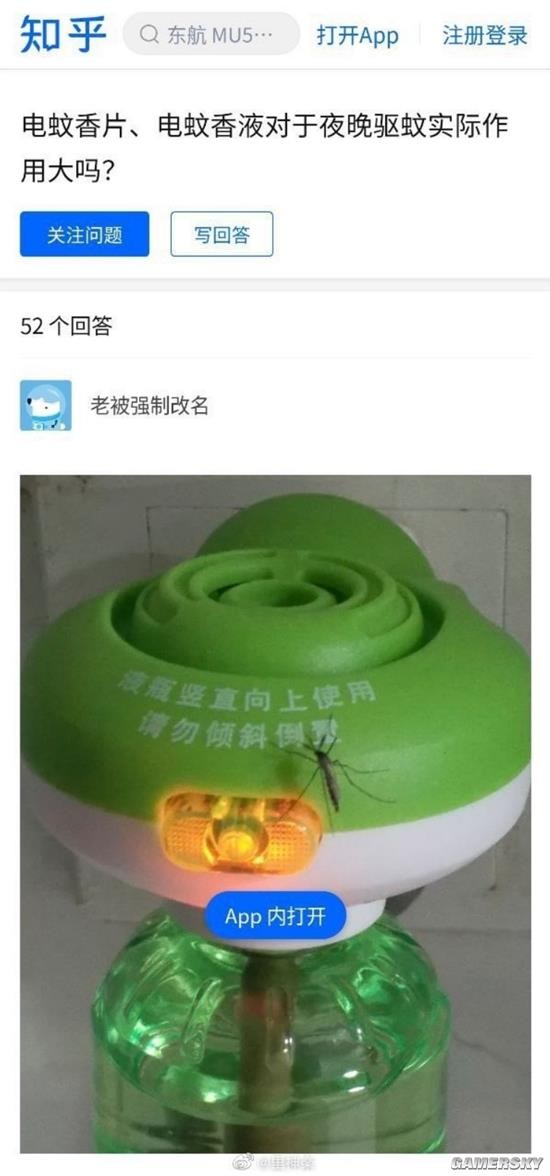 知乎
东航 MU5…
打开App
注册登录
电蚊香片、电蚊香液对于夜晚驱蚊实际作
用大吗？
关注问题
写回答
52 个回答
老被强制改名
液瓶竖直向上使用
请勿倾斜倒置
App 内打开
GAMERSKY